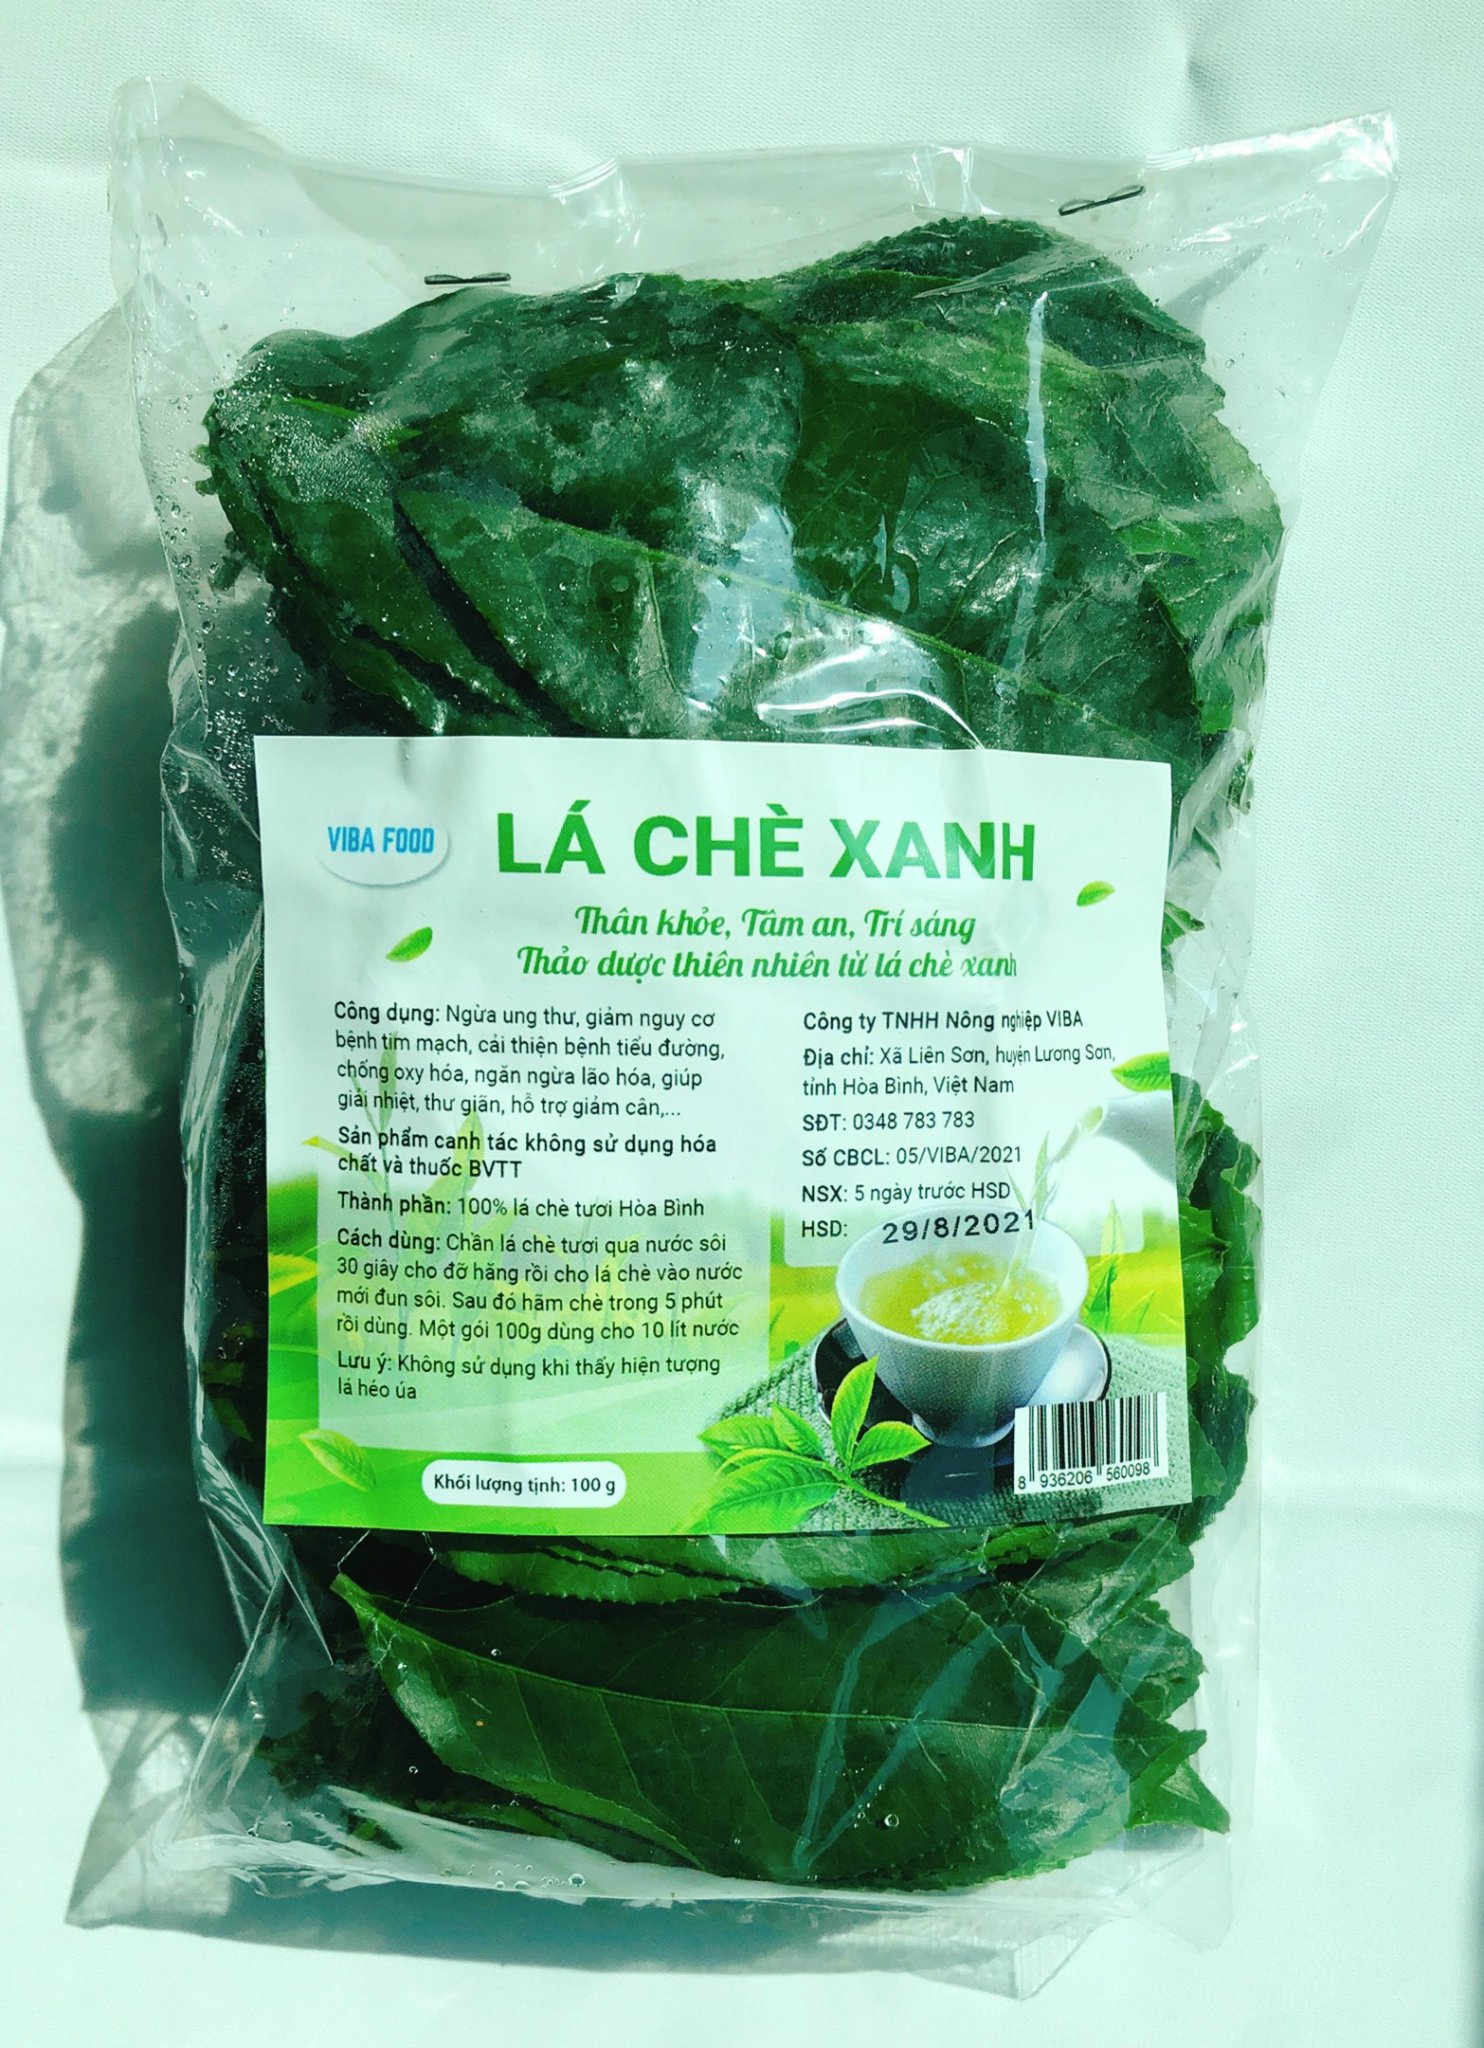 VIBA FOOD
LÁ CHÈ XANH
Thân khỏe, Tâm an, Trí sáng
Thảo dược thiên nhiên từ lá chè xanh
Công dụng: Ngừa ung thư, giảm nguy cơ
bệnh tim mạch, cải thiện bệnh tiểu đường,
chống oxy hóa, ngăn ngừa lão hóa, giúp
giải nhiệt, thư giãn, hỗ trợ giảm cân,...
Sản phẩm canh tác không sử dụng hóa
chất và thuốc BVTT
Thành phần: 100% lá chè tươi Hòa Bình
Cách dùng: Chần lá chè tươi qua nước sôi
30 giây cho đỡ hăng rồi cho lá chè vào nước
mới đun sôi. Sau đó hãm chè trong 5 phút
rồi dùng. Một gói 100g dùng cho 10 lít nước
Lưu ý: Không sử dụng khi thấy hiện tượng
lá héo úa
Khối lượng tịnh: 100 g
Công ty TNHH Nông nghiệp VIBA
Địa chỉ: Xã Liên Sơn, huyện Lương Sơn,
tỉnh Hòa Bình, Việt Nam
SĐT: 0348 783 783
Số CBCL: 05/VIBA/2021
NSX: 5 ngày trước HSD
HSD: 29/8/2021
8 936206 560098